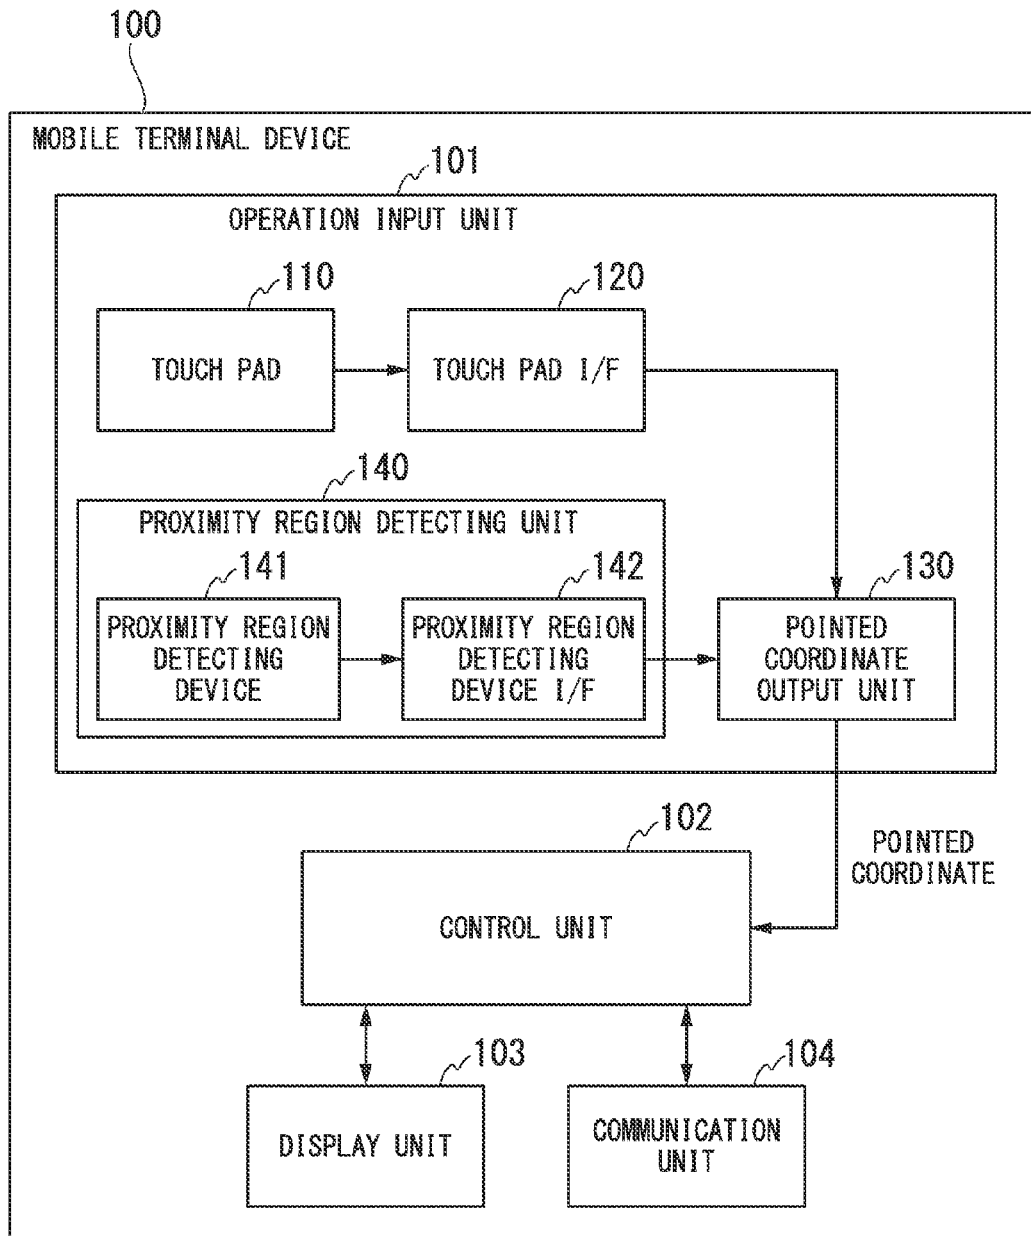 100
MOBILE TERMINAL DEVICE
101
OPERATION INPUT UNIT
110
120
TOUCH PAD
TOUCH PAD I/F
140
PROXIMITY REGION DETECTING UNIT
141
142
130
PROXIMITY REGION
DETECTING
DEVICE
PROXIMITY REGION
DETECTING
DEVICE I/F
POINTED
COORDINATE
OUTPUT UNIT
102
POINTED
COORDINATE
CONTROL UNIT
103
104
DISPLAY UNIT
COMMUNICATION
UNIT